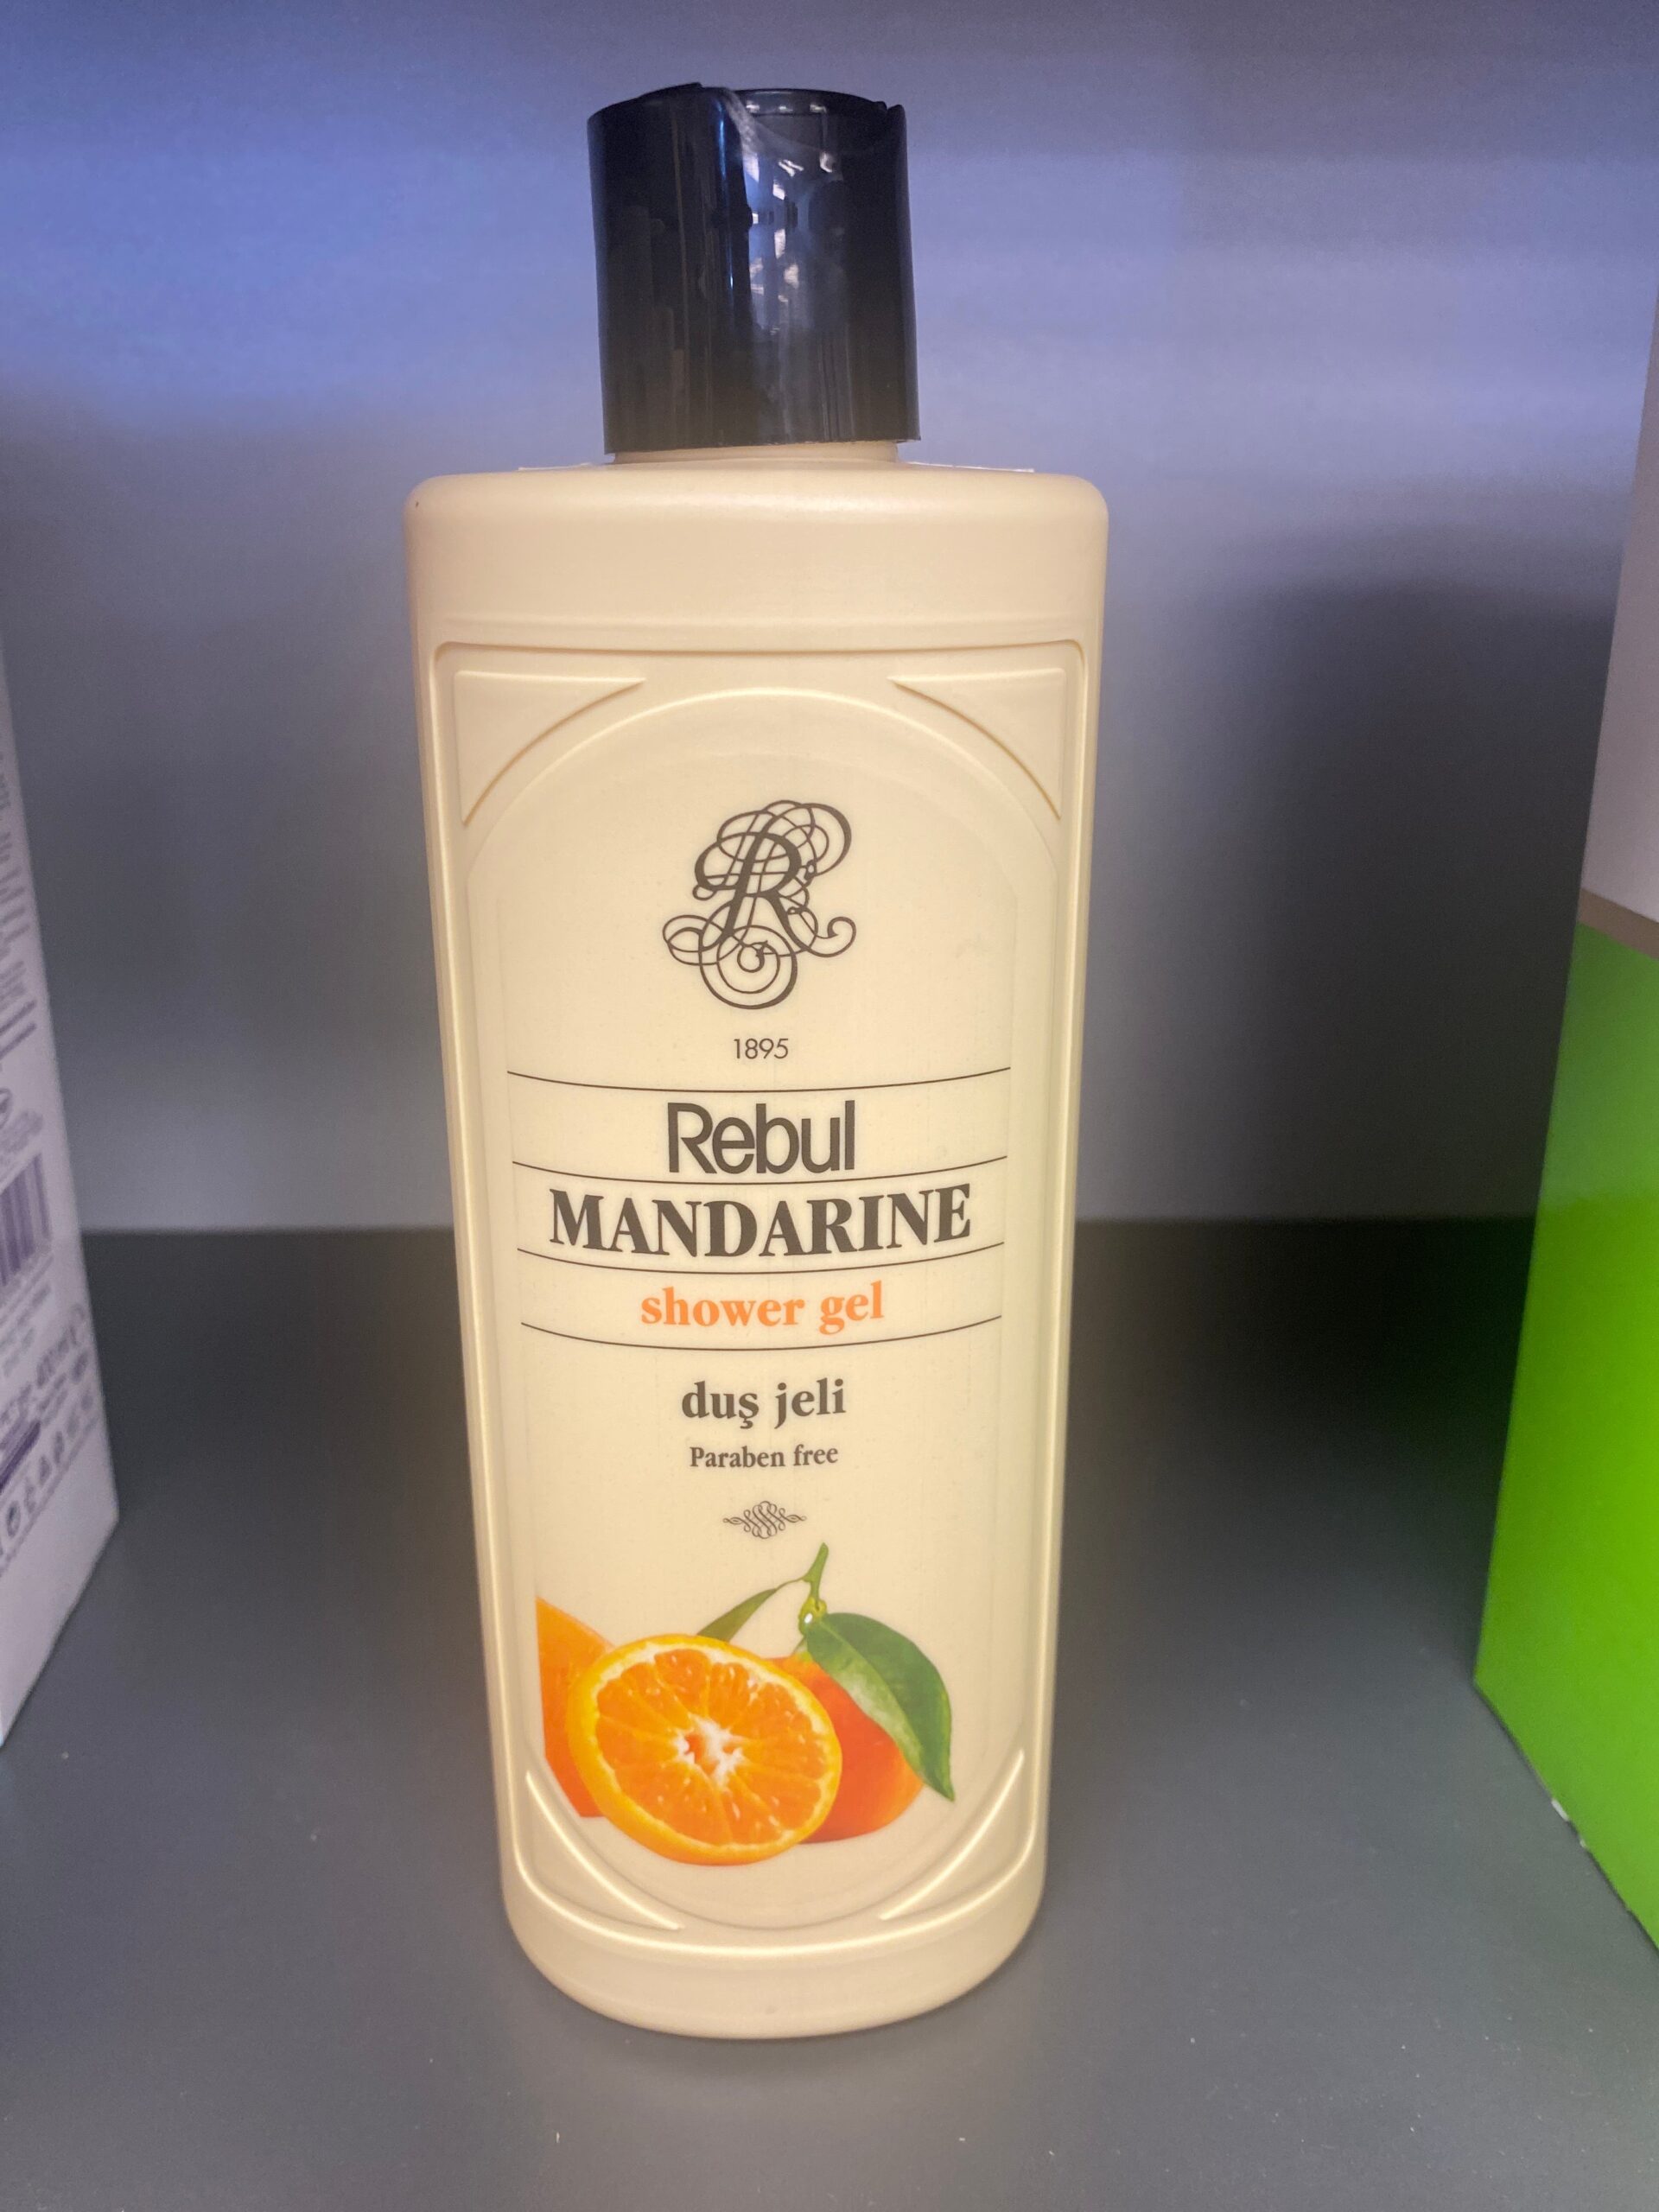 R
1895
Rebul
MANDARINE
shower gel
duş jeli
Paraben free